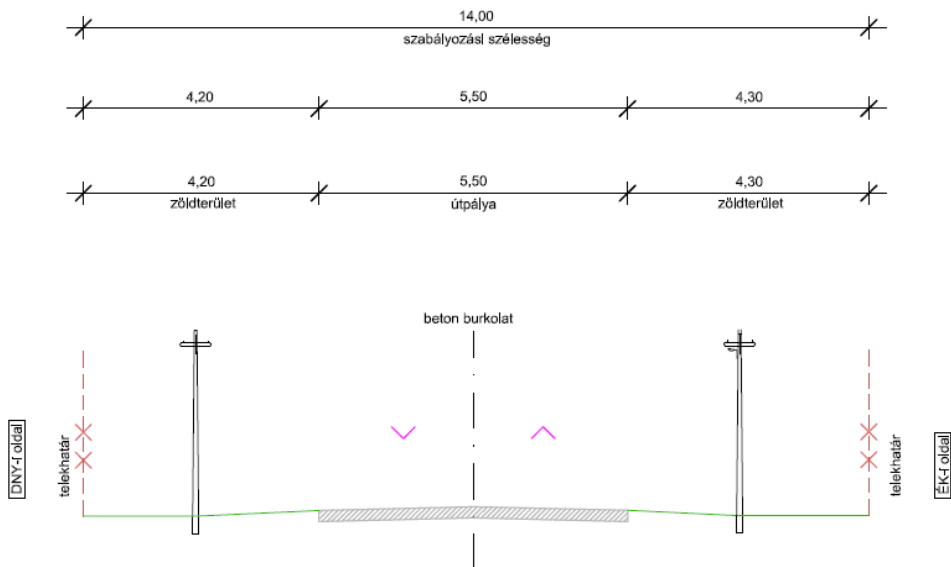 14,00
szabályozási szélesség
4,20
5,50
4,30
4,20
5,50
4,30
zöldterület
útpálya
zöldterület
beton burkolat
DNY-i oldal
telekhatár
telekhatár
ÉK-i oldal